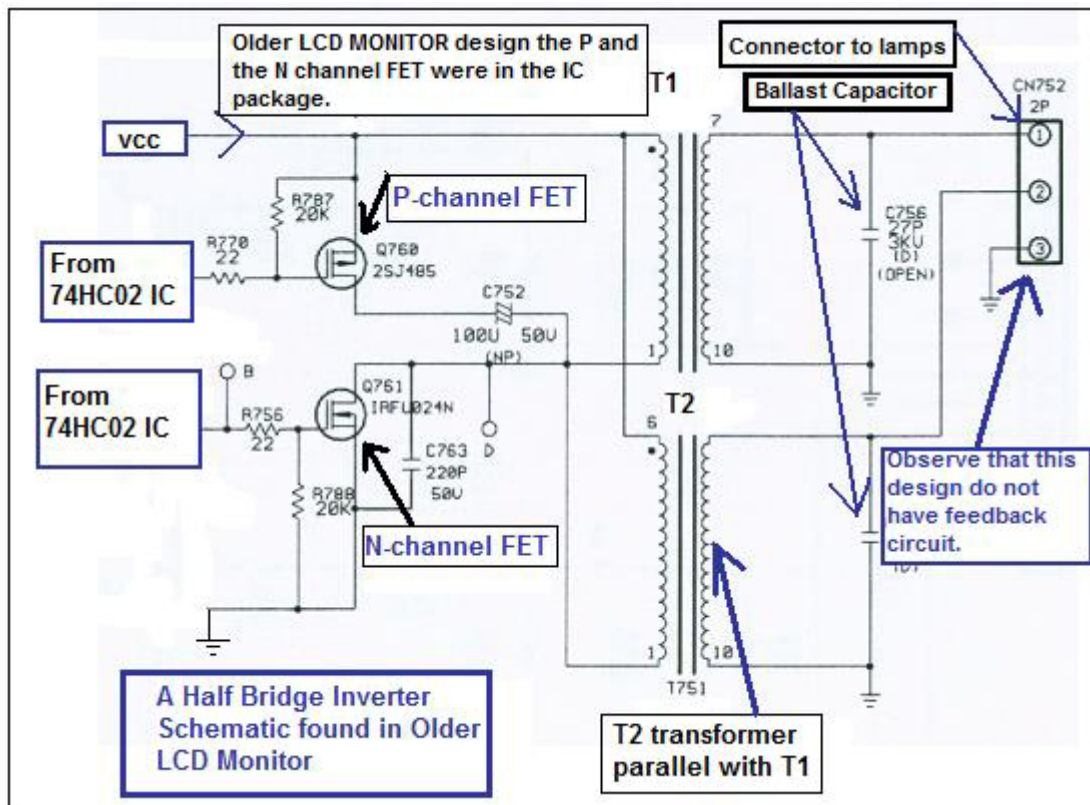 Older LCD MONITOR design the P and
the N channel FET were in the IC
package.
T1
Connector to lamps
Ballast Capacitor
CN752
2P
vcc
7
1
2
3
P-channel FET
R787
20K
R770
22
From
74HC02 IC
Q760
2SJ485
C752
100U 50V
(NP)
1
10
C756
27P
3KV
(D)
(OPEN)
From
74HC02 IC
B
R756
22
Q761
IRFU024N
D
C763
220P
50V
R788
20K
N-channel FET
T2
6
1
10
T751
Observe that this
design do not
have feedback
circuit.
(D)
A Half Bridge Inverter
Schematic found in Older
LCD Monitor
T2 transformer
parallel with T1